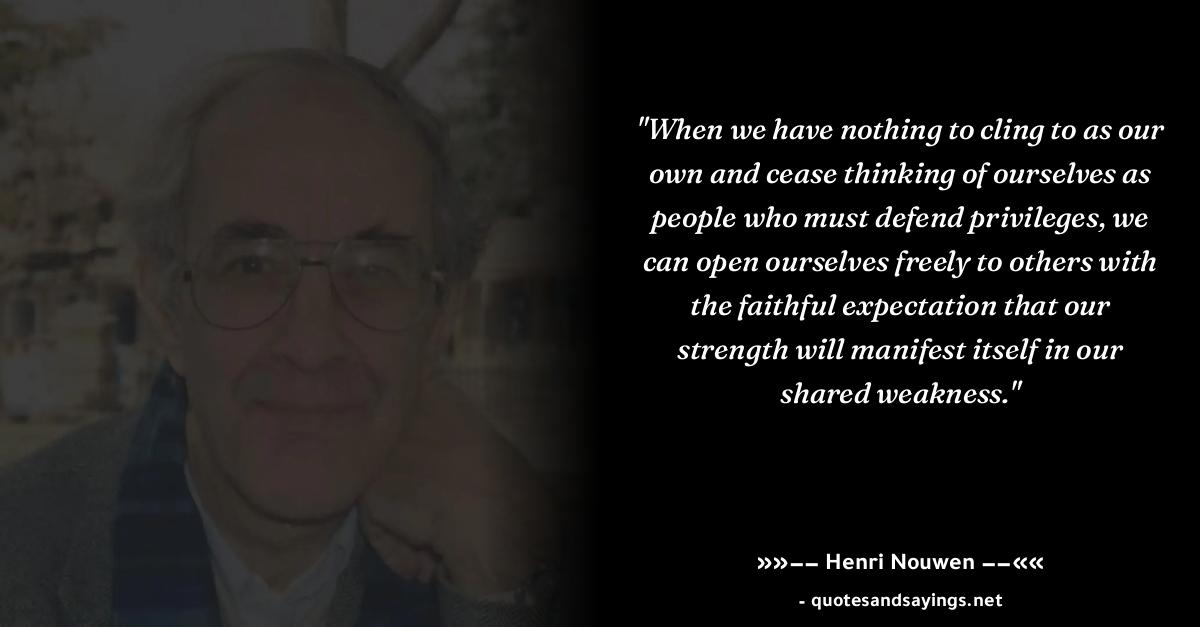 "When we have nothing to cling to as our
own and cease thinking of ourselves as
people who must defend privileges, we
can open ourselves freely to others with
the faithful expectation that our
strength will manifest itself in our
shared weakness."
»»−− Henri Nouwen −−««
- quotesandsayings.net